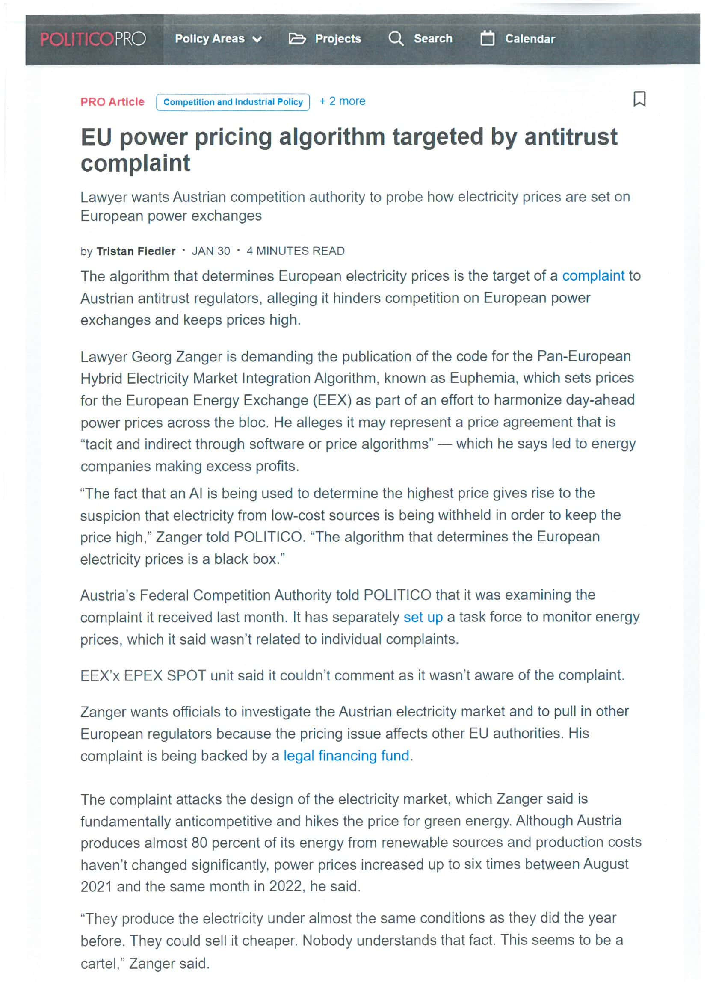 POLITICOPRO Policy Areas Projects Search Calendar
PRO Article Competition and Industrial Policy + 2 more
EU power pricing algorithm targeted by antitrust
complaint
Lawyer wants Austrian competition authority to probe how electricity prices are set on
European power exchanges
by Tristan Fiedler · JAN 30 · 4 MINUTES READ
The algorithm that determines European electricity prices is the target of a complaint to
Austrian antitrust regulators, alleging it hinders competition on European power
exchanges and keeps prices high.
Lawyer Georg Zanger is demanding the publication of the code for the Pan-European
Hybrid Electricity Market Integration Algorithm, known as Euphemia, which sets prices
for the European Energy Exchange (EEX) as part of an effort to harmonize day-ahead
power prices across the bloc. He alleges it may represent a price agreement that is
“tacit and indirect through software or price algorithms” — which he says led to energy
companies making excess profits.
“The fact that an AI is being used to determine the highest price gives rise to the
suspicion that electricity from low-cost sources is being withheld in order to keep the
price high,” Zanger told POLITICO. “The algorithm that determines the European
electricity prices is a black box.”
Austria’s Federal Competition Authority told POLITICO that it was examining the
complaint it received last month. It has separately set up a task force to monitor energy
prices, which it said wasn’t related to individual complaints.
EEX’x EPEX SPOT unit said it couldn’t comment as it wasn’t aware of the complaint.
Zanger wants officials to investigate the Austrian electricity market and to pull in other
European regulators because the pricing issue affects other EU authorities. His
complaint is being backed by a legal financing fund.
The complaint attacks the design of the electricity market, which Zanger said is
fundamentally anticompetitive and hikes the price for green energy. Although Austria
produces almost 80 percent of its energy from renewable sources and production costs
haven’t changed significantly, power prices increased up to six times between August
2021 and the same month in 2022, he said.
“They produce the electricity under almost the same conditions as they did the year
before. They could sell it cheaper. Nobody understands that fact. This seems to be a
cartel,” Zanger said.